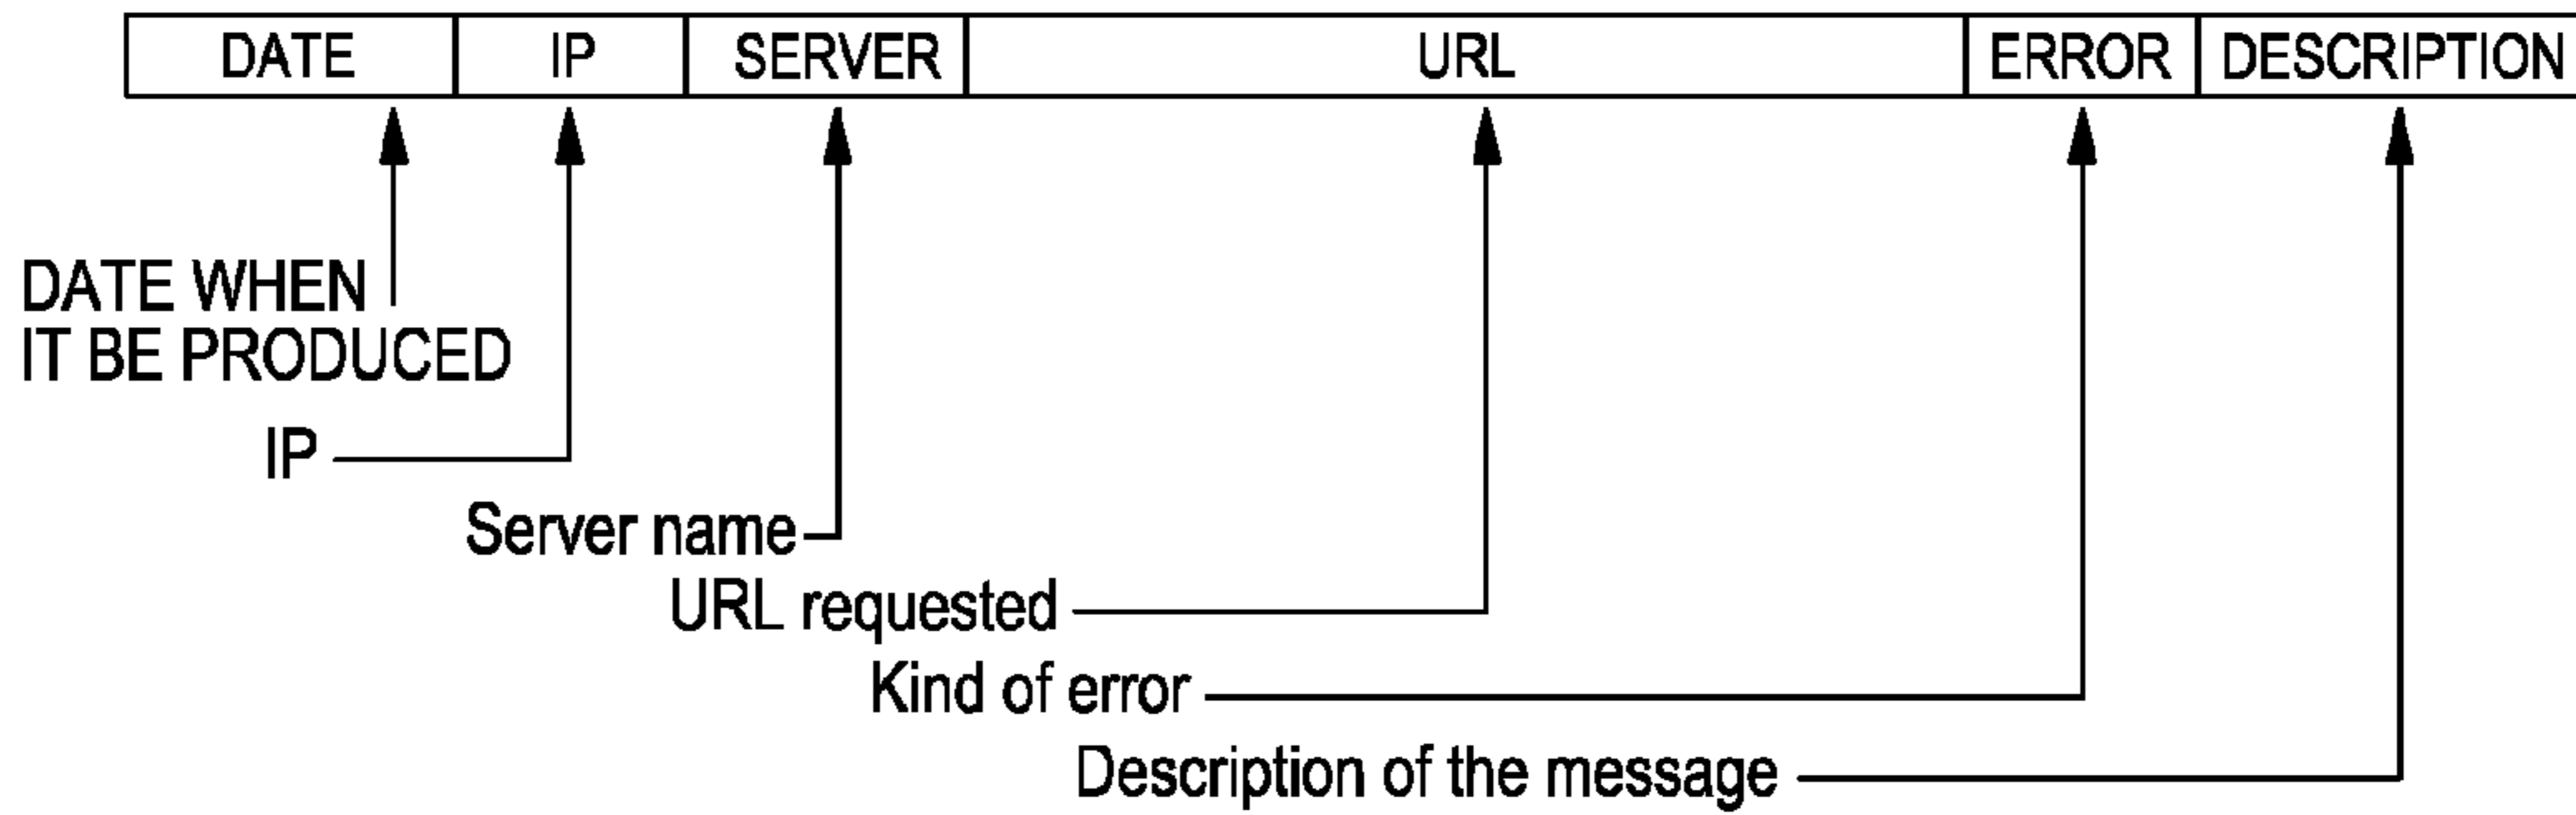 DATE IP SERVER URL ERROR DESCRIPTION
DATE WHEN
IT BE PRODUCED
IP
Server name
URL requested
Kind of error
Description of the message